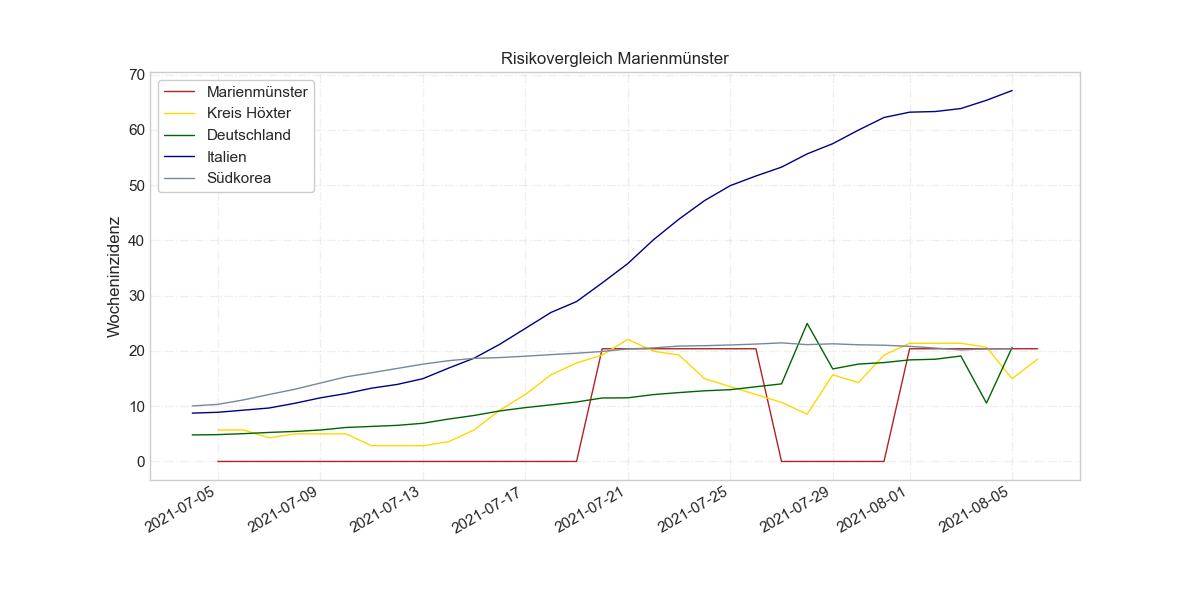 Risikovergleich Marienmünster
Marienmünster
Kreis Höxter
Deutschland
Italien
Südkorea
Wocheninzidenz
70
60
50
40
30
20
10
0
2021-07-05
2021-07-09
2021-07-13
2021-07-17
2021-07-21
2021-07-25
2021-07-29
2021-08-01
2021-08-05